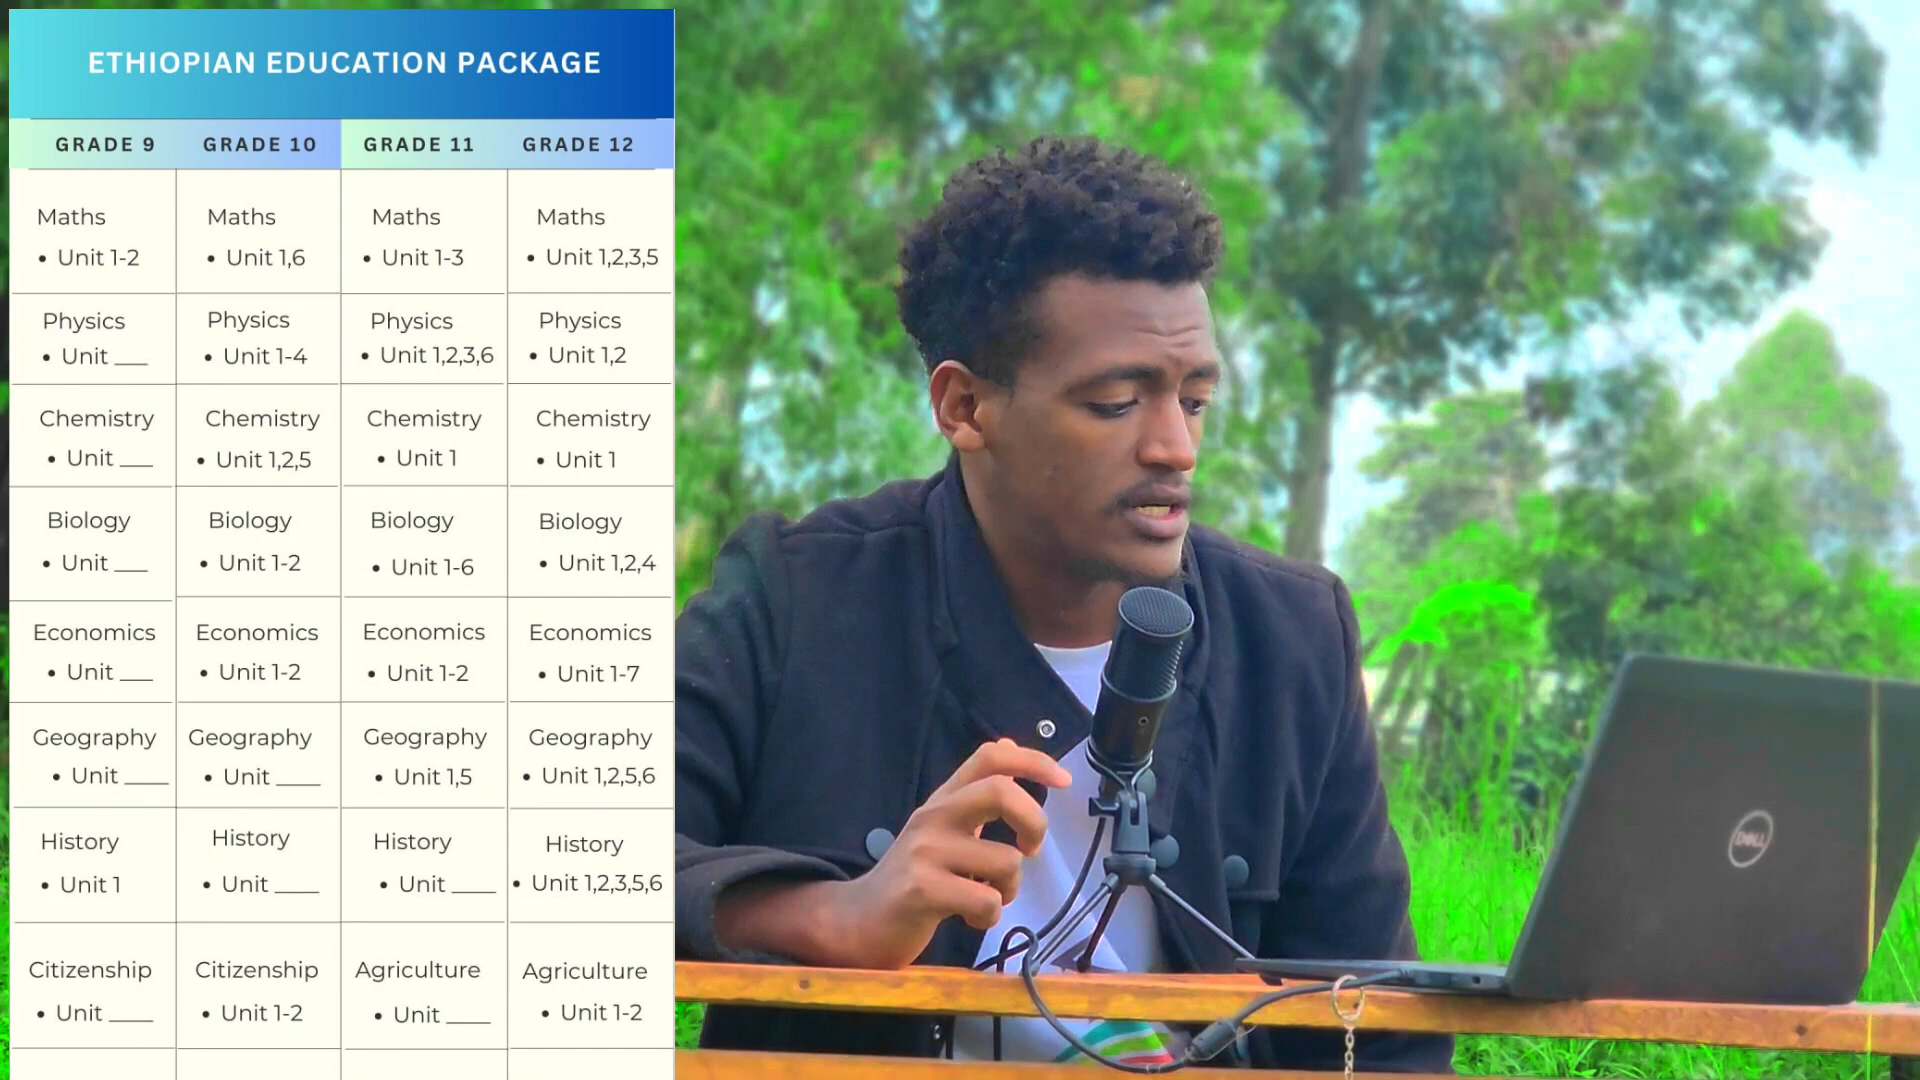 ETHIOPIAN EDUCATION PACKAGE
GRADE 9 GRADE 10 GRADE 11 GRADE 12
Maths Maths Maths Maths
• Unit 1-2 • Unit 1,6 • Unit 1-3 • Unit 1,2,3,5
Physics Physics Physics Physics
• Unit ___ • Unit 1-4 • Unit 1,2,3,6 • Unit 1,2
Chemistry Chemistry Chemistry Chemistry
• Unit ___ • Unit 1,2,5 • Unit 1 • Unit 1
Biology Biology Biology Biology
• Unit ___ • Unit 1-2 • Unit 1-6 • Unit 1,2,4
Economics Economics Economics Economics
• Unit ___ • Unit 1-2 • Unit 1-2 • Unit 1-7
Geography Geography Geography Geography
• Unit ____ • Unit ____ • Unit 1,5 • Unit 1,2,5,6
History History History History
• Unit 1 • Unit ____ • Unit ____ • Unit 1,2,3,5,6
Citizenship Citizenship Agriculture Agriculture
• Unit ____ • Unit 1-2 • Unit ____ • Unit 1-2
DELL